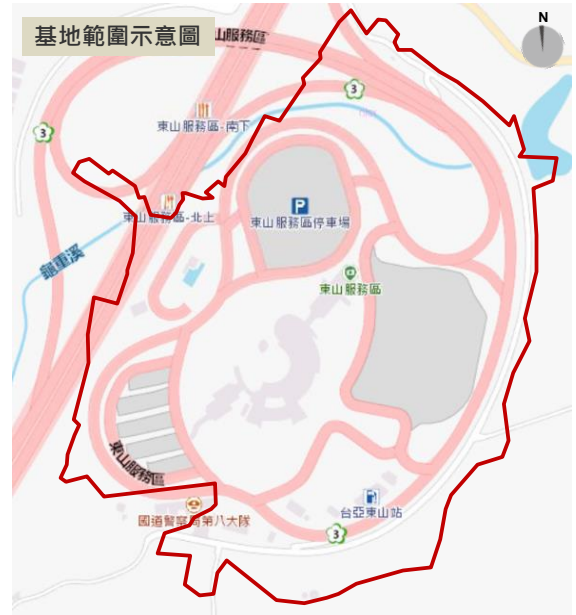 基地範圍示意圖
山服務區
N
3
3
東山服務區-南下
東山服務區-北上
P
東山服務區停車場
龜重溪
東山服務區
東山服務區
台亞東山站
國道警察局第八大隊
3